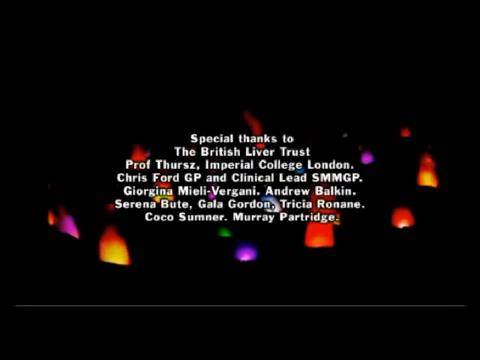 Special thanks to
The British Liver Trust
Prof Thursz, Imperial College London.
Chris Ford GP and Clinical Lead SMMGP.
Giorgina Mieli-Vergani. Andrew Balkin.
Serena Bute, Gala Gordon, Tricia Ronane.
Coco Sumner. Murray Partridge.